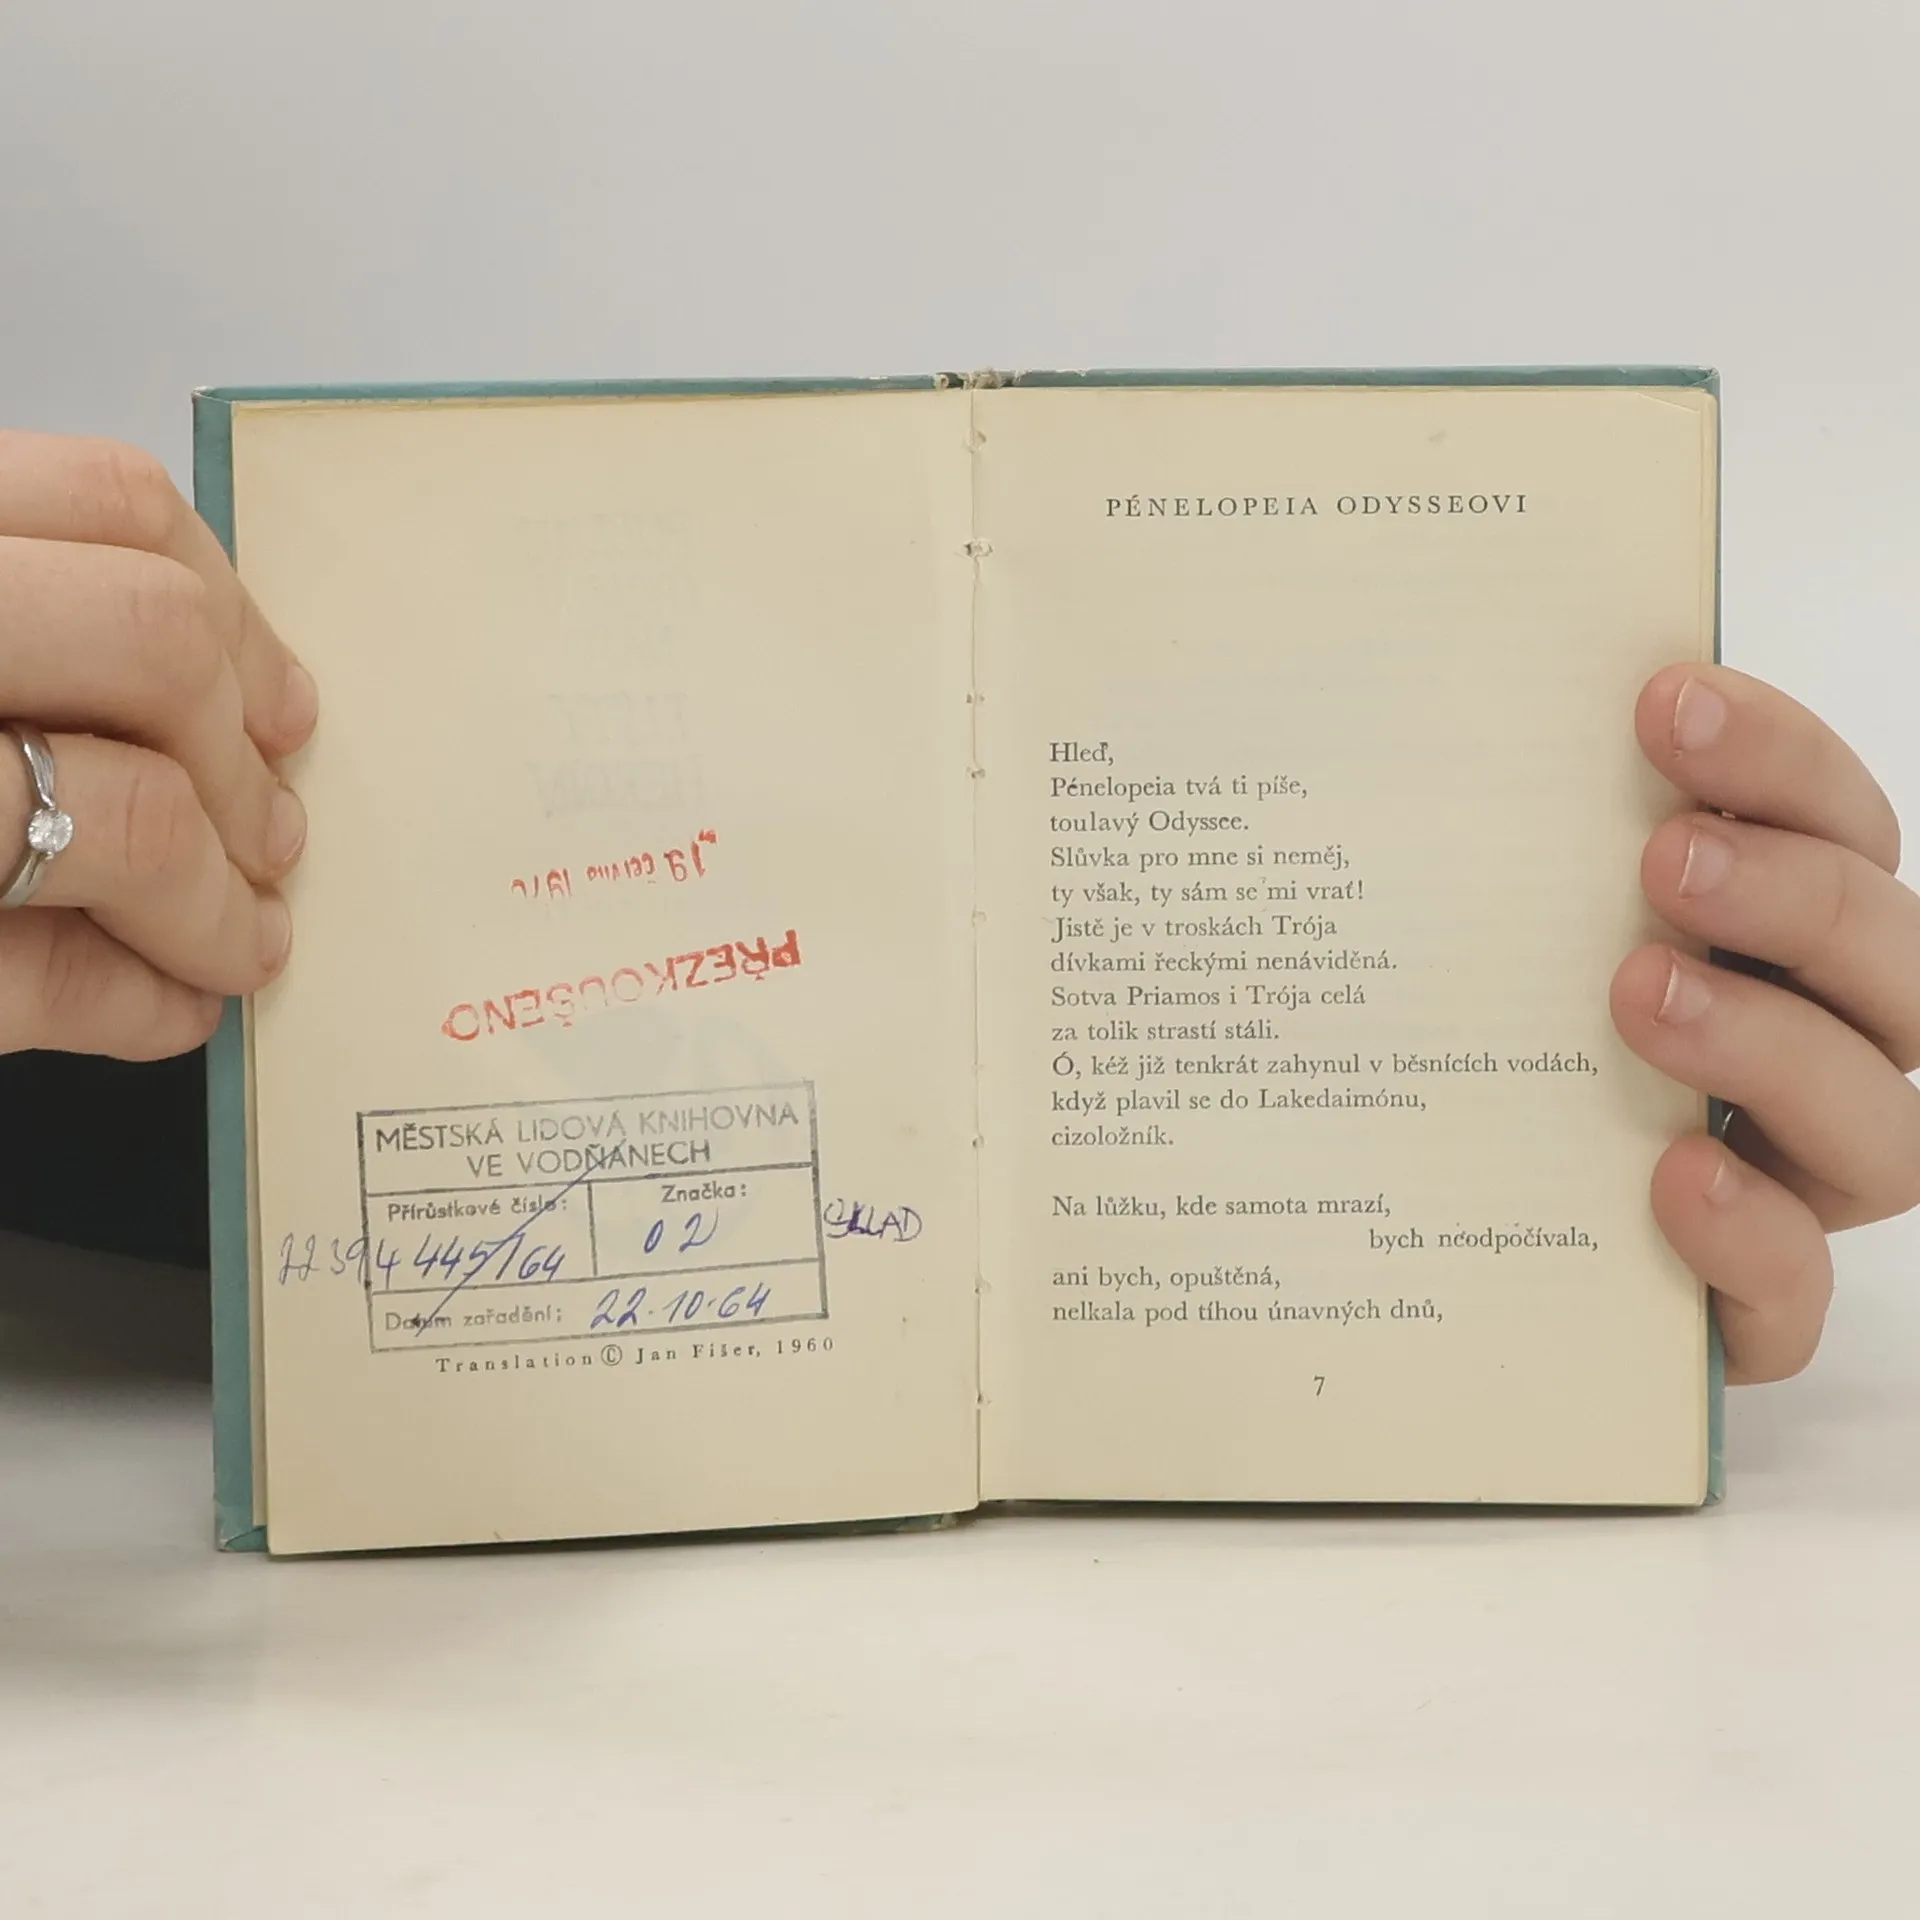 19 června 197
PŘEZKOUŠENO
MĚSTSKÁ LIDOVÁ KNIHOVNA
VE VODŇANECH
Přírůstkové číslo:
Značka:
22394 445/64
02
SKLAD
Datum zařadění:
22.10.64
Translation © Jan Fišer, 1960
PÉNELOPEIA ODYSSEOVI
Hleď,
Pénelopeia tvá ti píše,
toulavý Odyssee.
Slůvka pro mne si neměj,
ty však, ty sám se mi vrať!
Jistě je v troskách Trója
dívkami řeckými nenáviděná.
Sotva Priamos i Trója celá
za tolik strastí stáli.
Ó, kéž již tenkrát zahynul v běsnících vodách,
když plavil se do Lakedaimónu,
cizoložník.
Na lůžku, kde samota mrazí,
bych neodpočívala,
ani bych, opuštěná,
nelkala pod tíhou únavných dnů,
7